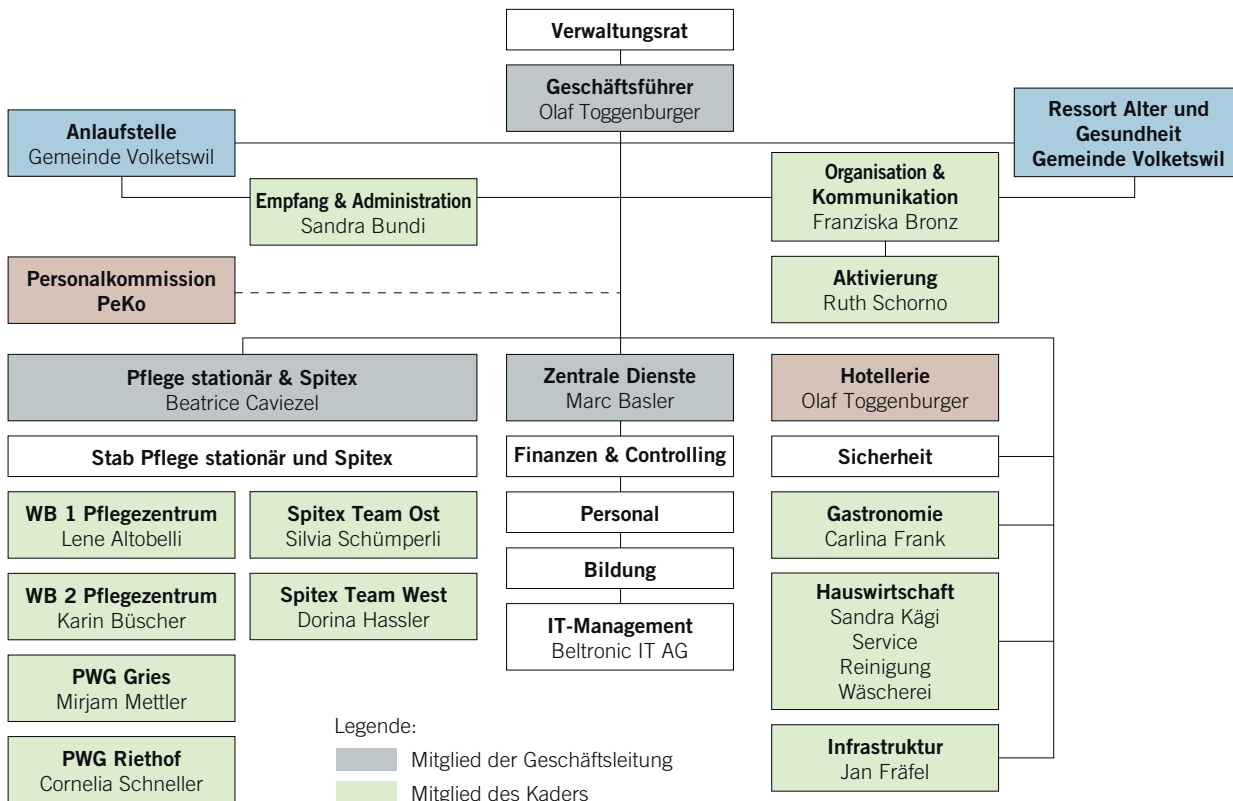 Verwaltungsrat
Geschäftsführer
Olaf Toggenburger
Anlaufstelle
Gemeinde Volketswil
Ressort Alter und
Gesundheit
Gemeinde Volketswil
Empfang & Administration
Sandra Bundi
Organisation &
Kommunikation
Franziska Bronz
Personalkommission
PeKo
Aktivierung
Ruth Schorno
Pflege stationär & Spitex
Beatrice Caviezel
Zentrale Dienste
Marc Basler
Hotellerie
Olaf Toggenburger
Stab Pflege stationär und Spitex
Finanzen & Controlling
Sicherheit
WB 1 Pflegezentrum
Lene Altobelli
Spitex Team Ost
Silvia Schümperli
Personal
Gastronomie
Carlina Frank
WB 2 Pflegezentrum
Karin Büscher
Spitex Team West
Dorina Hassler
Bildung
IT-Management
Beltronic IT AG
Hauswirtschaft
Sandra Kägi
Service
Reinigung
Wäscherei
PWG Gries
Mirjam Mettler
PWG Riethof
Cornelia Schneller
Infrastruktur
Jan Fräfel
Legende:
Mitglied der Geschäftsleitung
Mitglied des Kaders